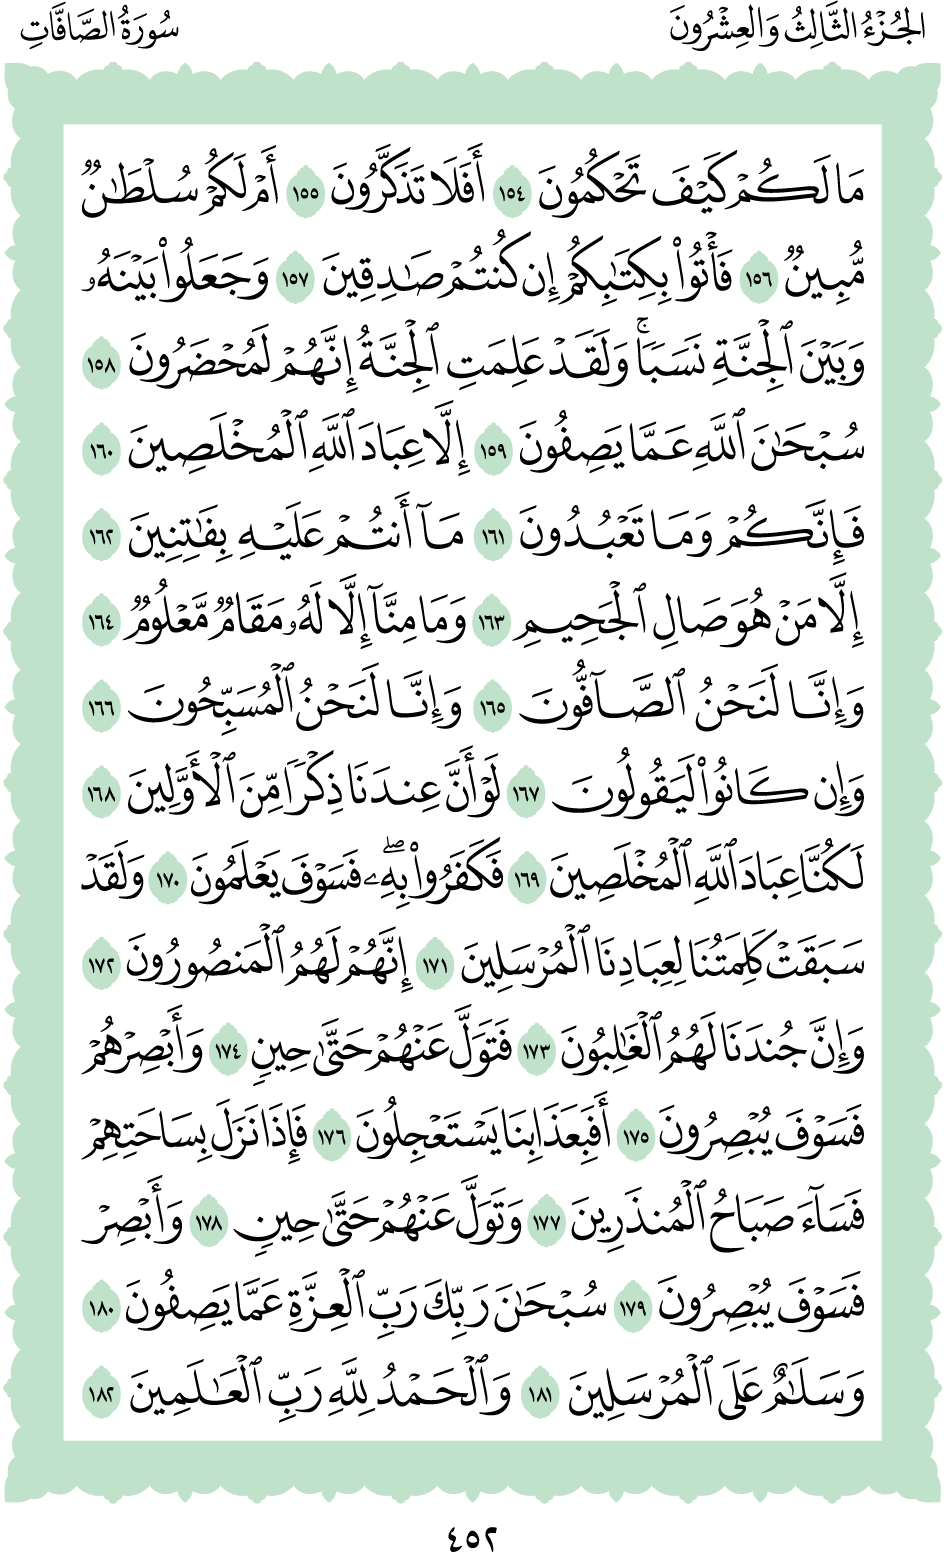 الجُزْءُ الثَّالِثُ وَالعِشْرُونَ
سُورَةُ الصَّافَّاتِ
مَا لَكُمْ كَيْفَ تَحْكُمُونَ ١٥٤ أَفَلَا تَذَكَّرُونَ ١٥٥ أَمْ لَكُمْ سُلْطَٰنٌ
مُّبِينٌ ١٥٦ فَأْتُوا۟ بِكِتَٰبِكُمْ إِن كُنتُمْ صَٰدِقِينَ ١٥٧ وَجَعَلُوا۟ بَيْنَهُۥ
وَبَيْنَ ٱلْجِنَّةِ نَسَبًاۚ وَلَقَدْ عَلِمَتِ ٱلْجِنَّةُ إِنَّهُمْ لَمُحْضَرُونَ ١٥٨
سُبْحَٰنَ ٱللَّهِ عَمَّا يَصِفُونَ ١٥٩ إِلَّا عِبَادَ ٱللَّهِ ٱلْمُخْلَصِينَ ١٦٠
فَإِنَّكُمْ وَمَا تَعْبُدُونَ ١٦١ مَآ أَنتُمْ عَلَيْهِ بِفَٰتِنِينَ ١٦٢
إِلَّا مَنْ هُوَ صَالِ ٱلْجَحِيمِ ١٦٣ وَمَا مِنَّآ إِلَّا لَهُۥ مَقَامٌ مَّعْلُومٌ ١٦٤
وَإِنَّا لَنَحْنُ ٱلصَّآفُّونَ ١٦٥ وَإِنَّا لَنَحْنُ ٱلْمُسَبِّحُونَ ١٦٦
وَإِن كَانُوا۟ لَيَقُولُونَ ١٦٧ لَوْ أَنَّ عِندَنَا ذِكْرًا مِّنَ ٱلْأَوَّلِينَ ١٦٨
لَكُنَّا عِبَادَ ٱللَّهِ ٱلْمُخْلَصِينَ ١٦٩ فَكَفَرُوا۟ بِهِۦۖ فَسَوْفَ يَعْلَمُونَ ١٧٠ وَلَقَدْ
سَبَقَتْ كَلِمَتُنَا لِعِبَادِنَا ٱلْمُرْسَلِينَ ١٧١ إِنَّهُمْ لَهُمُ ٱلْمَنصُورُونَ ١٧٢
وَإِنَّ جُندَنَا لَهُمُ ٱلْغَٰلِبُونَ ١٧٣ فَتَوَلَّ عَنْهُمْ حَتَّىٰ حِينٍ ١٧٤ وَأَبْصِرْهُمْ
فَسَوْفَ يُبْصِرُونَ ١٧٥ أَفَبِعَذَابِنَا يَسْتَعْجِلُونَ ١٧٦ فَإِذَا نَزَلَ بِسَاحَتِهِمْ
فَسَآءَ صَبَاحُ ٱلْمُنذَرِينَ ١٧٧ وَتَوَلَّ عَنْهُمْ حَتَّىٰ حِينٍ ١٧٨ وَأَبْصِرْ
فَسَوْفَ يُبْصِرُونَ ١٧٩ سُبْحَٰنَ رَبِّكَ رَبِّ ٱلْعِزَّةِ عَمَّا يَصِفُونَ ١٨٠
وَسَلَٰمٌ عَلَى ٱلْمُرْسَلِينَ ١٨١ وَٱلْحَمْدُ لِلَّهِ رَبِّ ٱلْعَٰلَمِينَ ١٨٢
٤٥٢